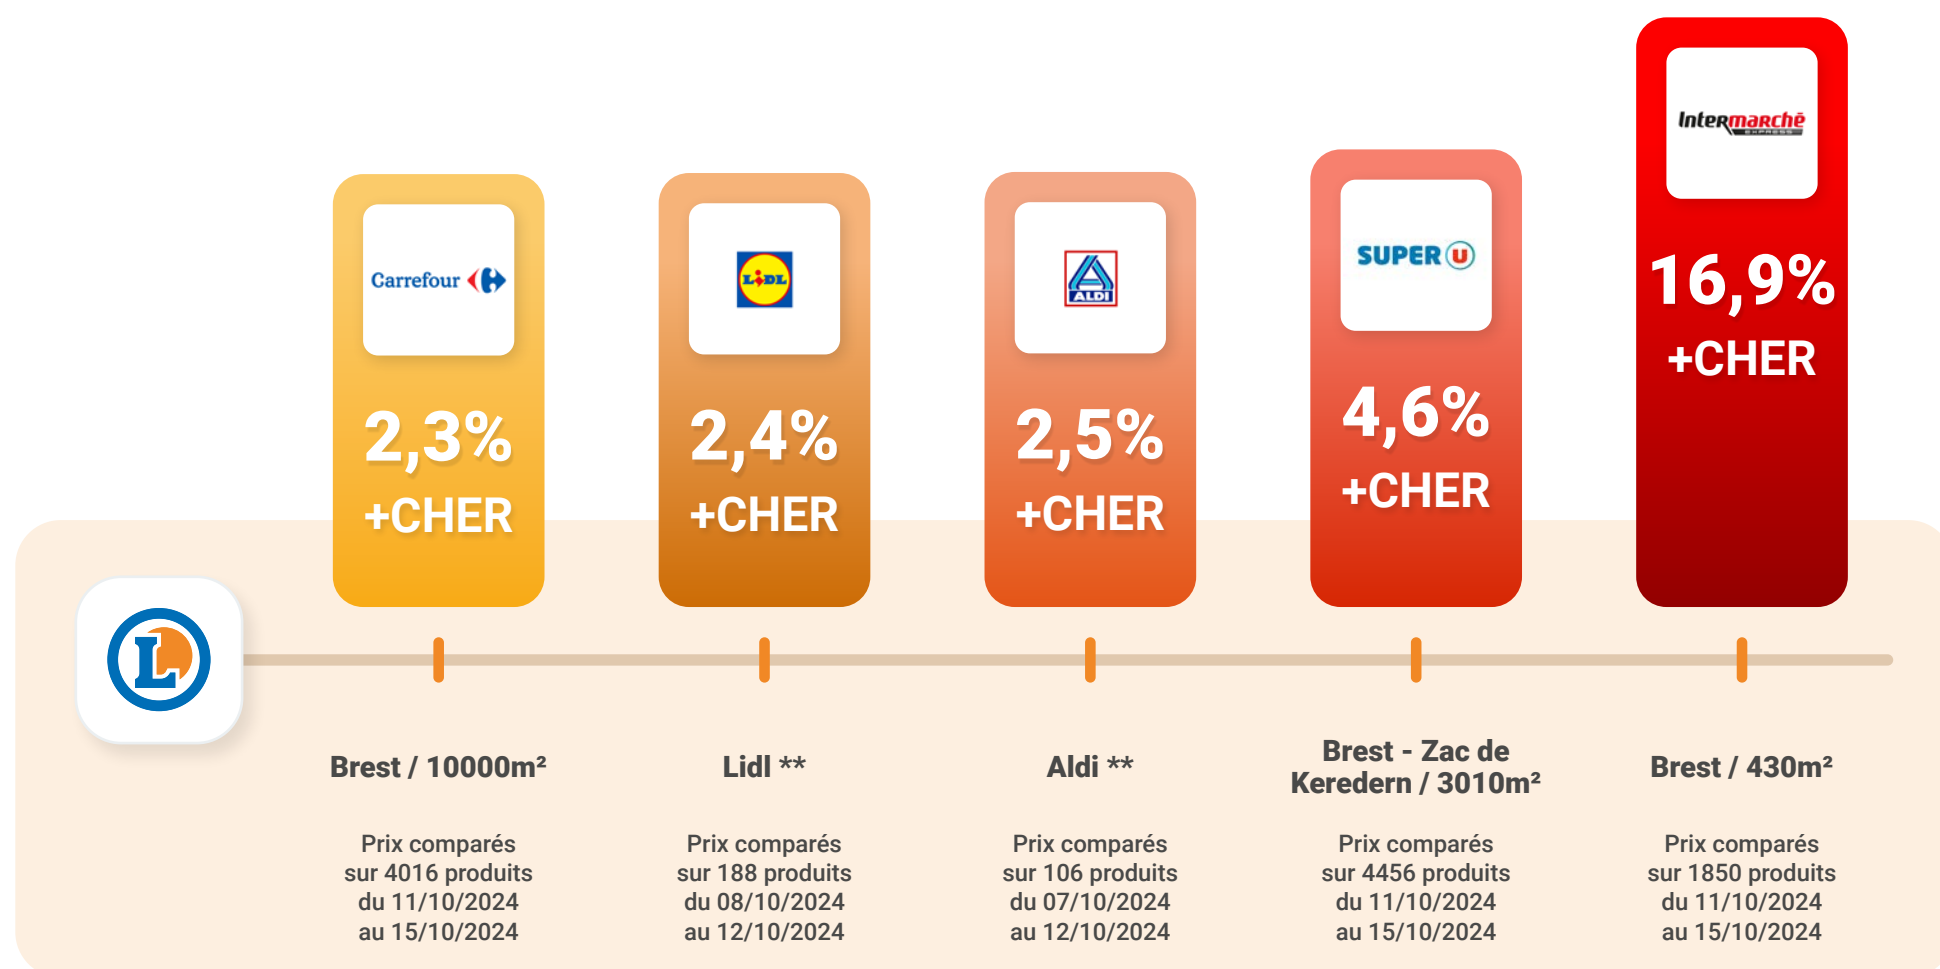 Carrefour
2,3%
+CHER
LiDL
2,4%
+CHER
ALDI
2,5%
+CHER
SUPER U
4,6%
+CHER
Intermarchē
EXPRESS
16,9%
+CHER
L
Brest / 10000m²
Prix comparés
sur 4016 produits
du 11/10/2024
au 15/10/2024
Lidl **
Prix comparés
sur 188 produits
du 08/10/2024
au 12/10/2024
Aldi **
Prix comparés
sur 106 produits
du 07/10/2024
au 12/10/2024
Brest - Zac de
Keredern / 3010m²
Prix comparés
sur 4456 produits
du 11/10/2024
au 15/10/2024
Brest / 430m²
Prix comparés
sur 1850 produits
du 11/10/2024
au 15/10/2024